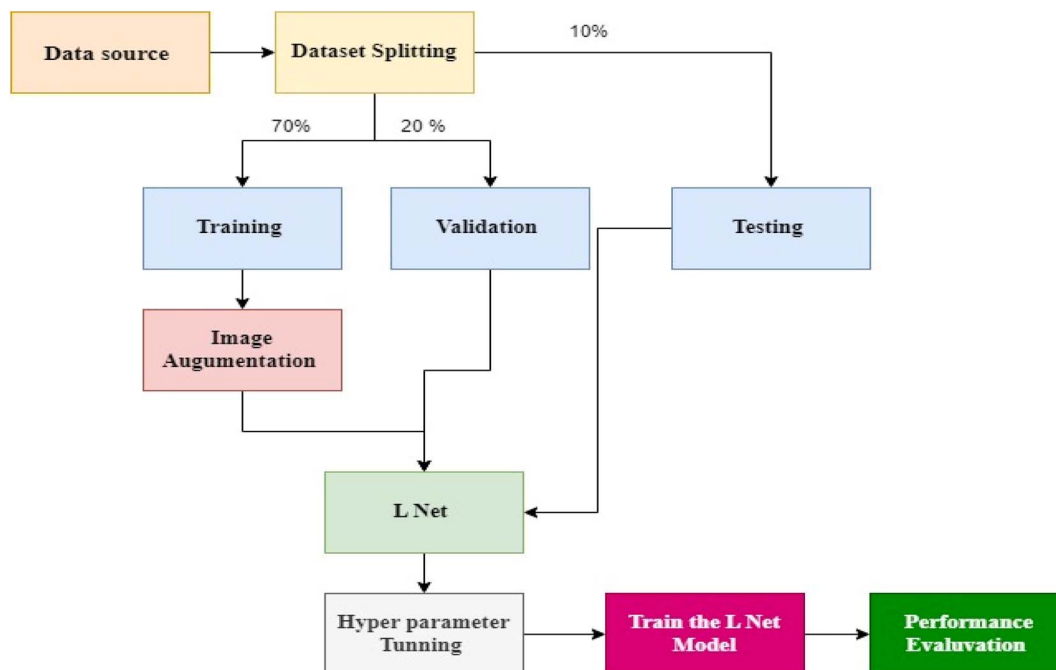 Data source
Dataset Splitting
10%
70%
20 %
Training
Validation
Testing
Image
Augumentation
L Net
Hyper parameter
Tunning
Train the L Net
Model
Performance
Evaluvation